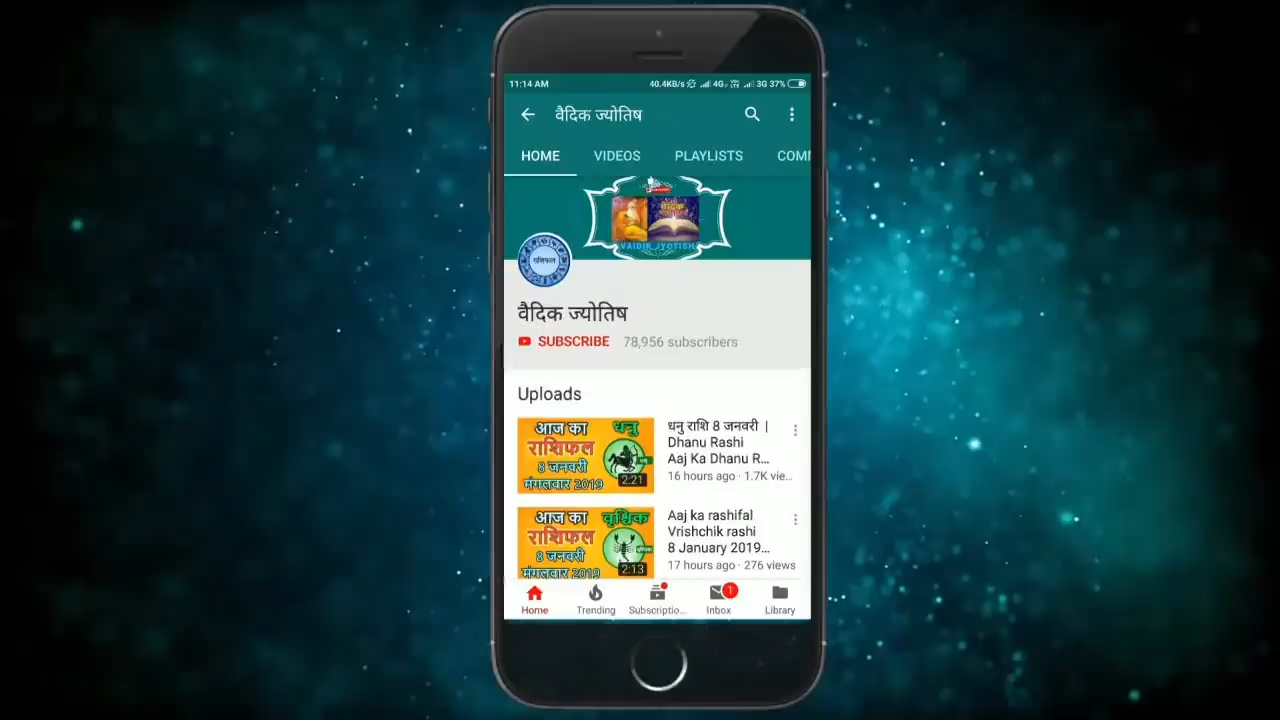 11:14 AM
40.4KB/s 4G 3G 37%
वैदिक ज्योतिष
HOME VIDEOS PLAYLISTS COM
वैदिक
VAIDIK JYOTISH
राशिफल
वैदिक ज्योतिष
SUBSCRIBE 78,956 subscribers
Uploads
आज का धनु
राशिफल
8 जनवरी
मंगलवार 2019
2:21
धनु राशि 8 जनवरी |
Dhanu Rashi
Aaj Ka Dhanu R...
16 hours ago · 1.7K vie...
आज का वृश्चिक
राशिफल
8 जनवरी
मंगलवार 2019
2:13
Aaj ka rashifal
Vrishchik rashi
8 January 2019...
17 hours ago · 276 views
1
Home Trending Subscriptio... Inbox Library